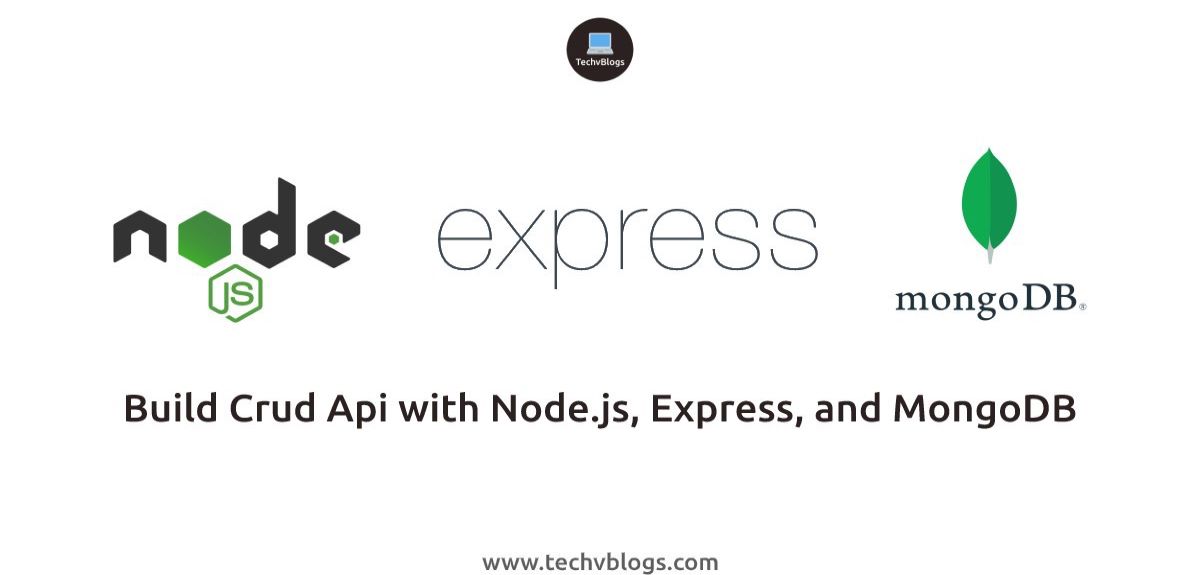 TechvBlogs
node
JS
express
mongoDB®
Build Crud Api with Node.js, Express, and MongoDB
www.techvblogs.com